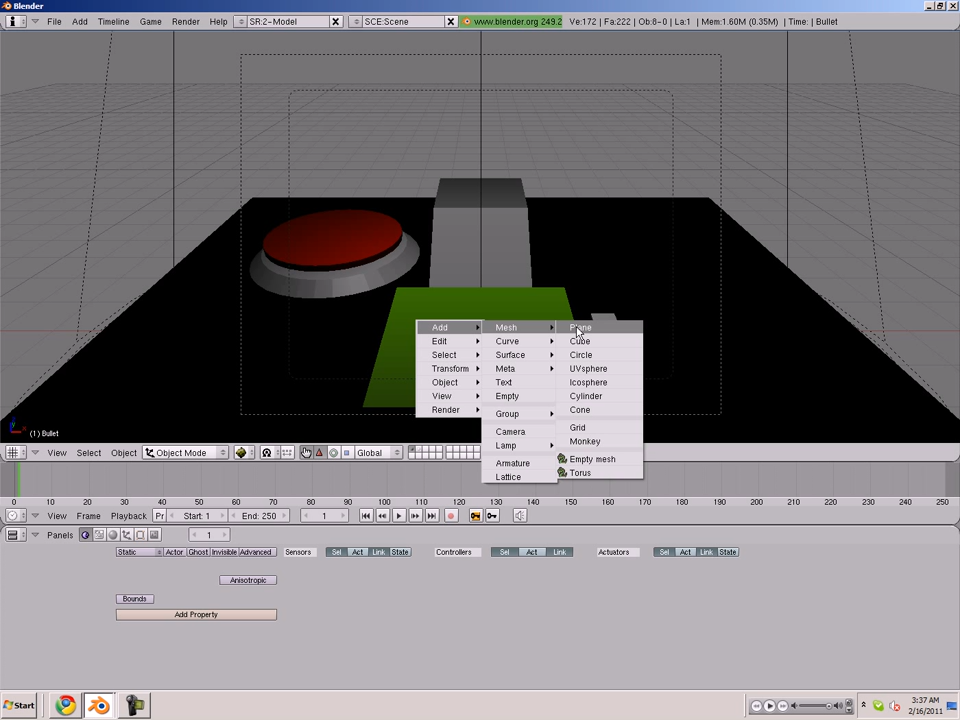 Blender
File Add Timeline Game Render Help SR:2-Model SCE:Scene www.blender.org 249.2 Ve:172 | Fa:222 | Ob:8-0 | La:1 | Mem:1.60M (0.35M) | Time: | Bullet
Add Mesh Plane
Edit Curve Cube
Select Surface Circle
Transform Meta UVsphere
Object Text Icosphere
View Empty Cylinder
Render Group Cone
Camera Grid
Lamp Monkey
Armature Empty mesh
Lattice Torus
(1) Bullet
View Select Object Object Mode Global
0 10 20 30 40 50 60 70 80 90 100 110 120 130 140 150 160 170 180 190 200 210 220 230 240 250
View Frame Playback Pr Start: 1 End: 250 1
Panels 1
Static Actor Ghost Invisible Advanced Sensors Sel Act Link State Controllers Sel Act Link Actuators Sel Act Link State
Anisotropic
Bounds
Add Property
Start 3:37 AM
2/16/2011